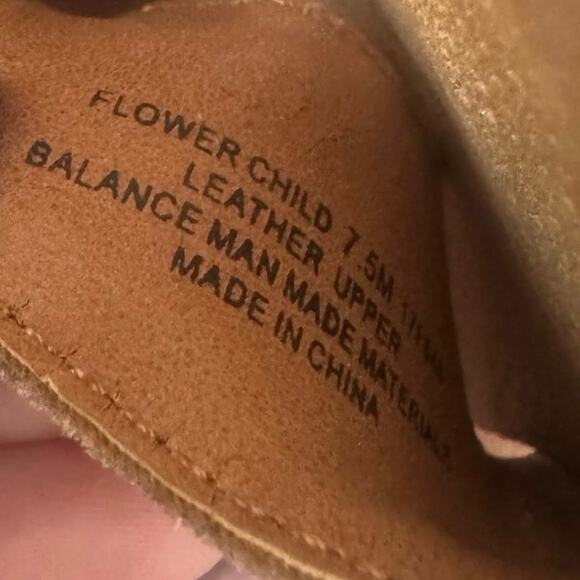 FLOWER CHILD 7.5M
LEATHER UPPER
BALANCE MAN MADE MATERIALS
MADE IN CHINA